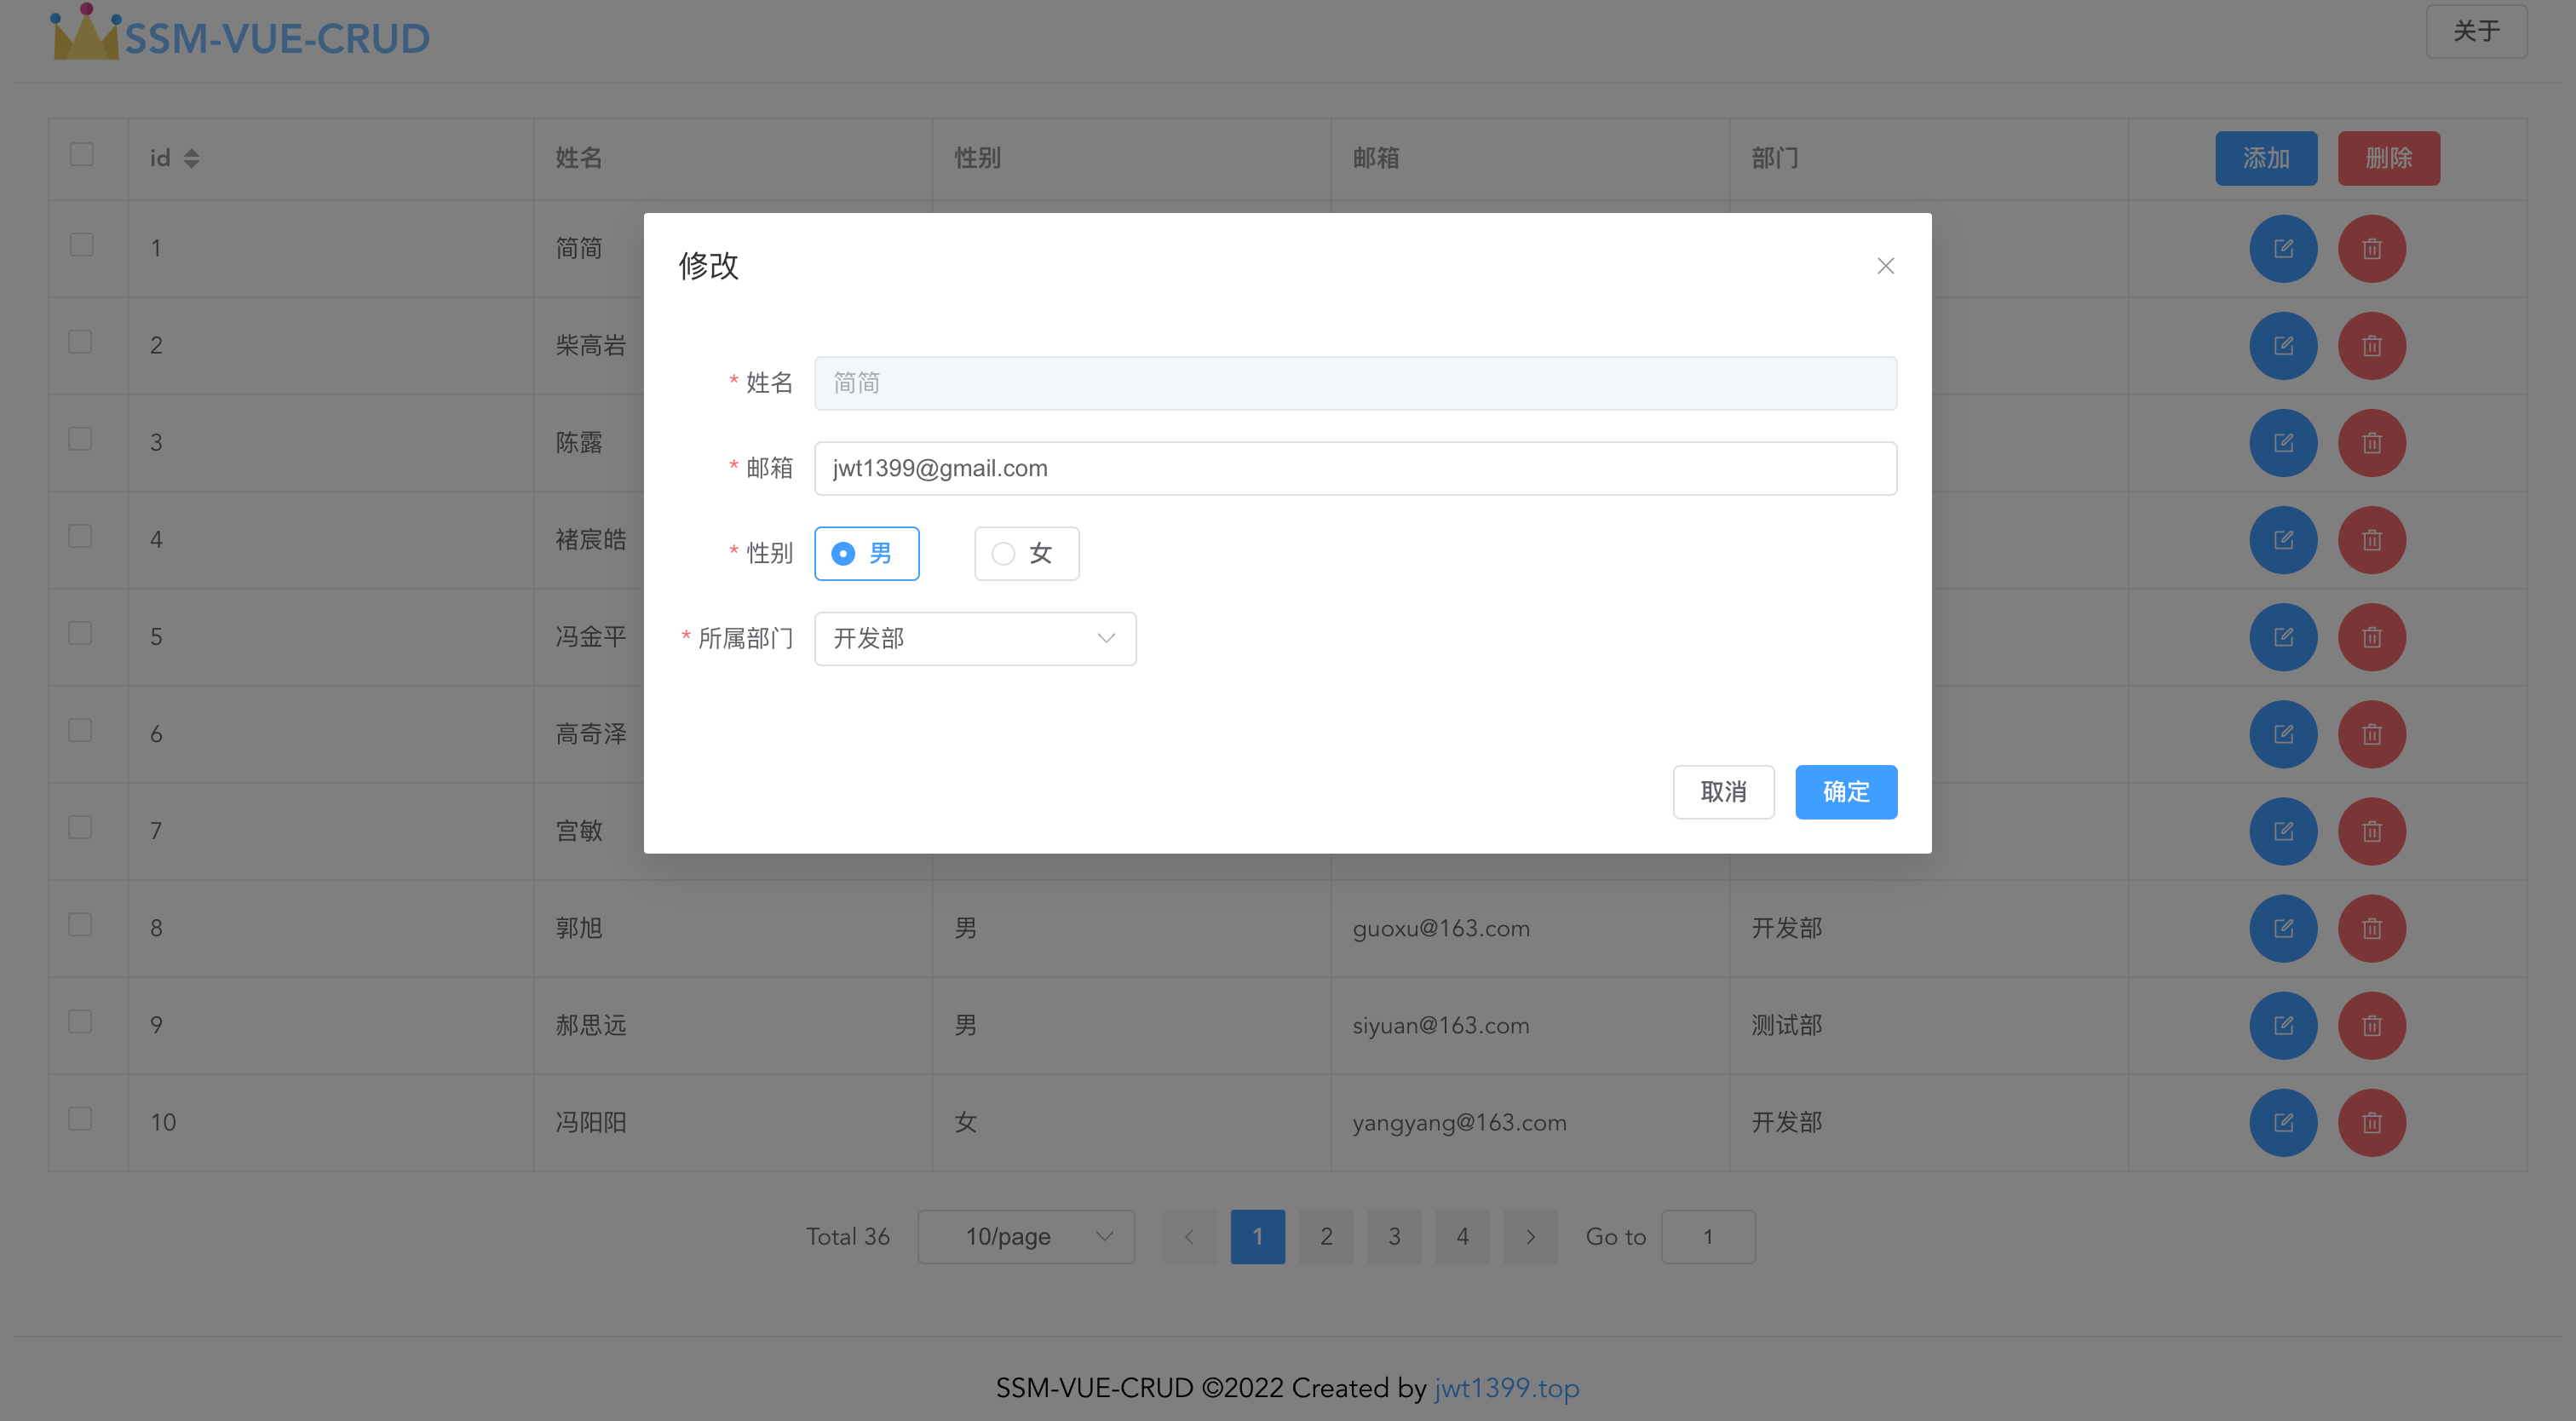 SSM-VUE-CRUD 关于
id 姓名 性别 邮箱 部门 添加 删除
1 简简
2 柴高岩
3 陈露
4 褚宸皓
5 冯金平
6 高奇泽
7 宫敏
8 郭旭 男 guoxu@163.com 开发部
9 郝思远 男 siyuan@163.com 测试部
10 冯阳阳 女 yangyang@163.com 开发部
修改
* 姓名 简简
* 邮箱 jwt1399@gmail.com
* 性别 男 女
* 所属部门 开发部
取消 确定
Total 36 10/page 1 2 3 4 Go to 1
SSM-VUE-CRUD ©2022 Created by jwt1399.top